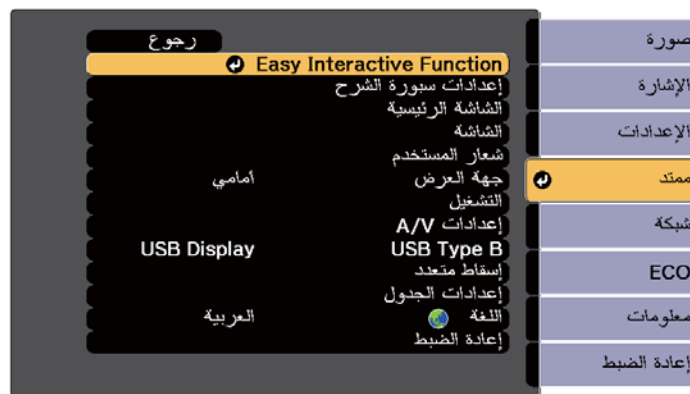 صورة
الإشارة
الإعدادات
ممتد
شبكة
ECO
معلومات
إعادة الضبط
رجوع
Easy Interactive Function
إعدادات سبورة الشرح
الشاشة الرئيسية
الشاشة
شعار المستخدم
جهة العرض أمامي
التشغيل
إعدادات A/V
USB Type B USB Display
إسقاط متعدد
إعدادات الجدول
اللغة العربية
إعادة الضبط